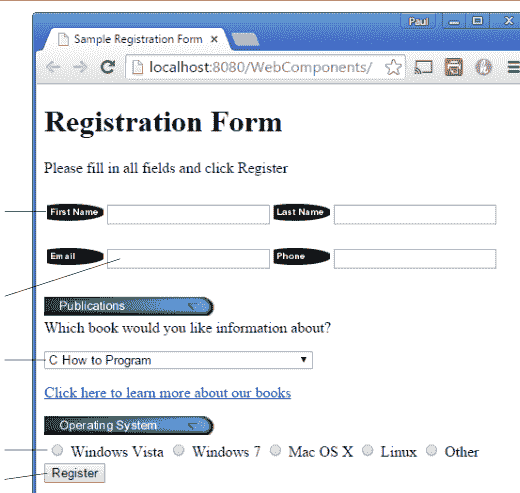 Paul
Sample Registration Form
localhost:8080/WebComponents/
Registration Form
Please fill in all fields and click Register
First Name Last Name
Email Phone
Publications
Which book would you like information about?
C How to Program
Click here to learn more about our books
Operating System
Windows Vista Windows 7 Mac OS X Linux Other
Register